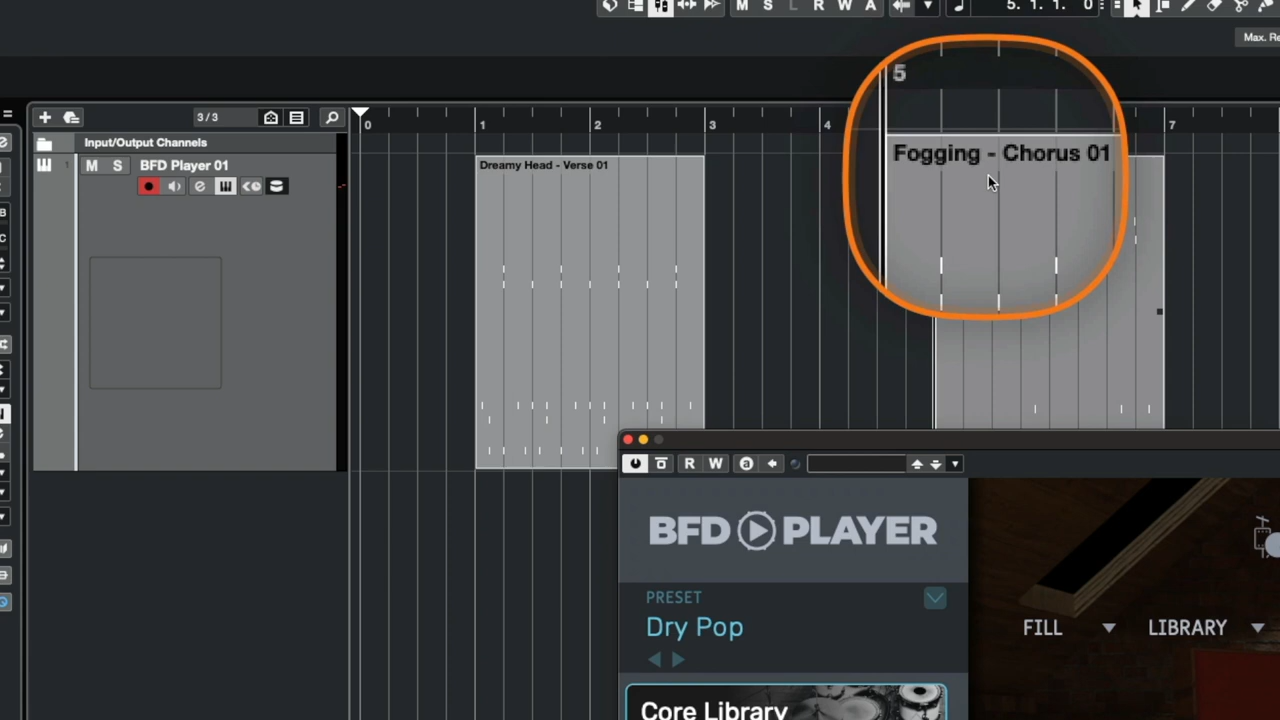 M S L R W A
5. 1. 1. 0
Max. Re
3/3
0 1 2 3 4 5 7
Input/Output Channels
1 M S BFD Player 01
Dreamy Head - Verse 01
Fogging - Chorus 01
R W a
BFD PLAYER
PRESET
Dry Pop
FILL LIBRARY
Core Library